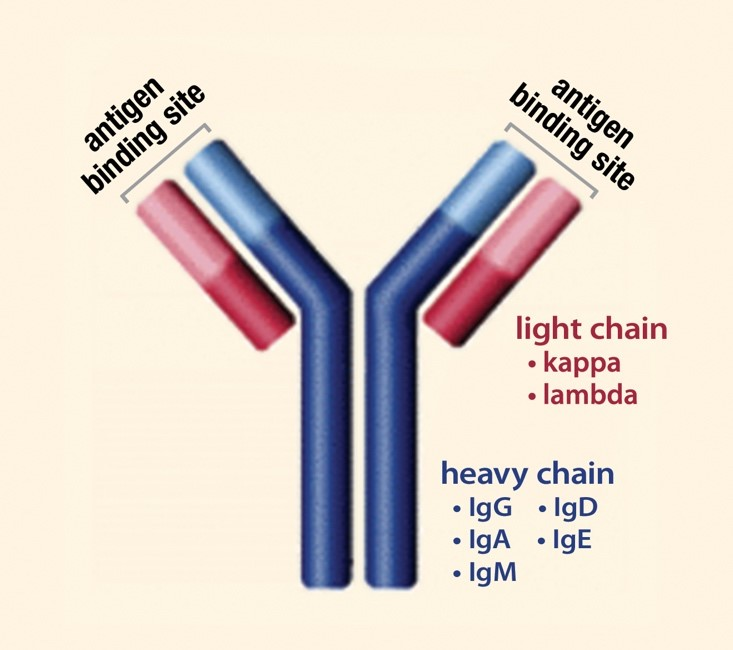 antigen
binding site
antigen
binding site
light chain
• kappa
• lambda
heavy chain
• IgG • IgD
• IgA • IgE
• IgM